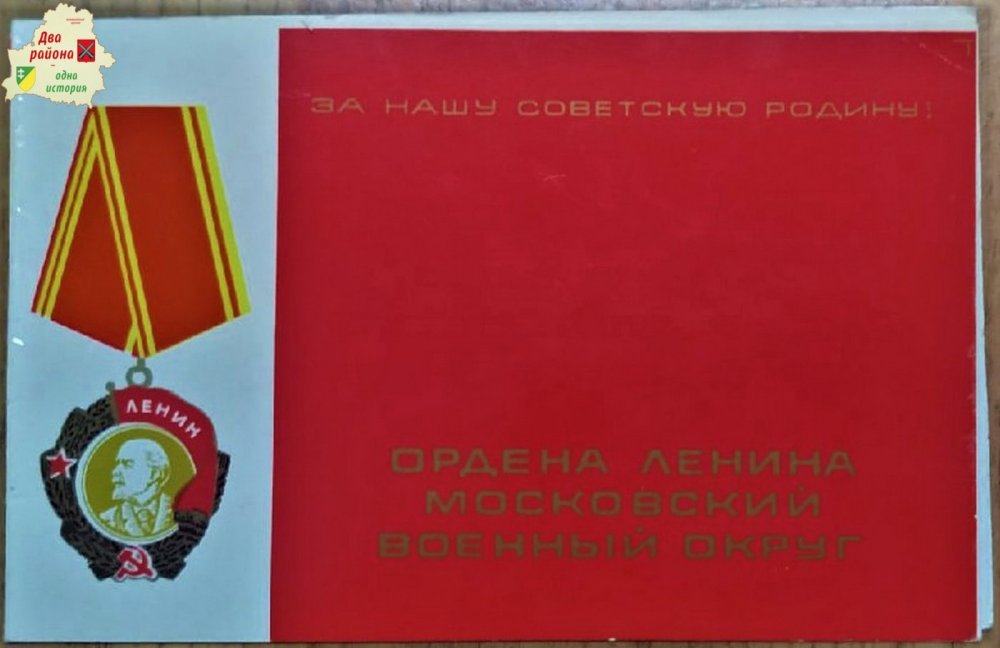 Два
района
одна
история
ЗА НАШУ СОВЕТСКУЮ РОДИНУ!
ЛЕНИН
ОРДЕНА ЛЕНИНА
МОСКОВСКИЙ
ВОЕННЫЙ ОКРУГ